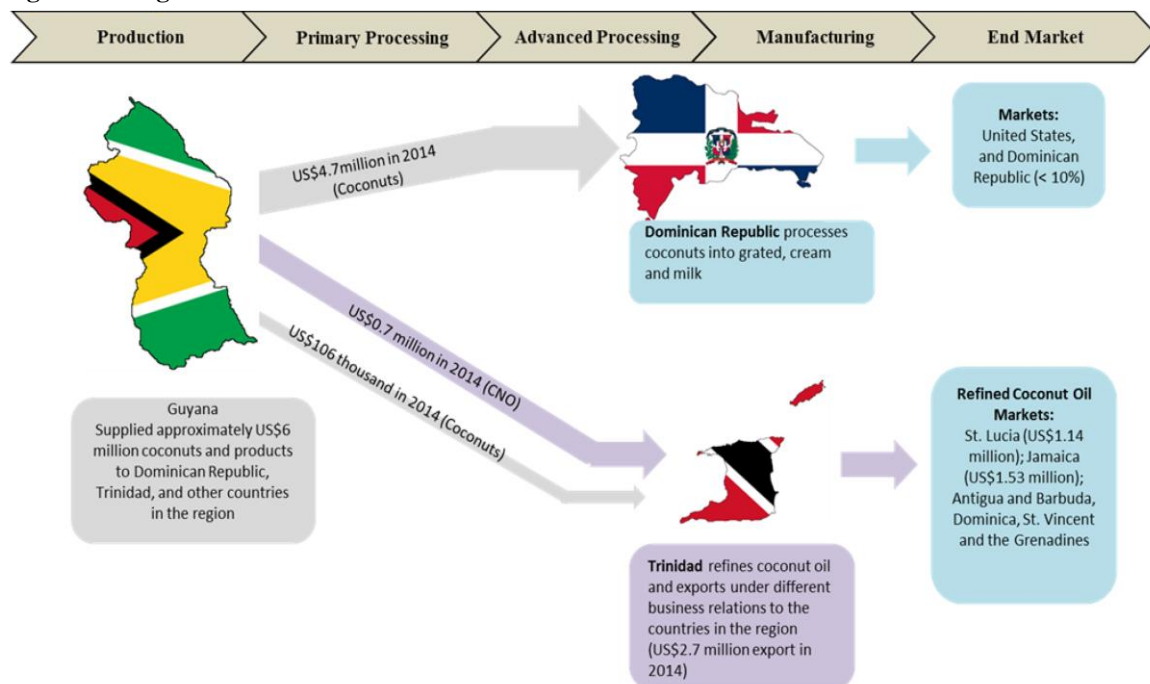 Production
Primary Processing
Advanced Processing
Manufacturing
End Market
US$4.7million in 2014
(Coconuts)
Markets:
United States,
and Dominican
Republic (< 10%)
Dominican Republic processes
coconuts into grated, cream
and milk
US$0.7 million in 2014 (CNO)
US$106 thousand in 2014 (Coconuts)
Guyana
Supplied approximately US$6
million coconuts and products
to Dominican Republic,
Trinidad, and other countries
in the region
Refined Coconut Oil
Markets:
St. Lucia (US$1.14
million); Jamaica
(US$1.53 million);
Antigua and Barbuda,
Dominica, St. Vincent
and the Grenadines
Trinidad refines coconut oil
and exports under different
business relations to the
countries in the region
(US$2.7 million export in
2014)